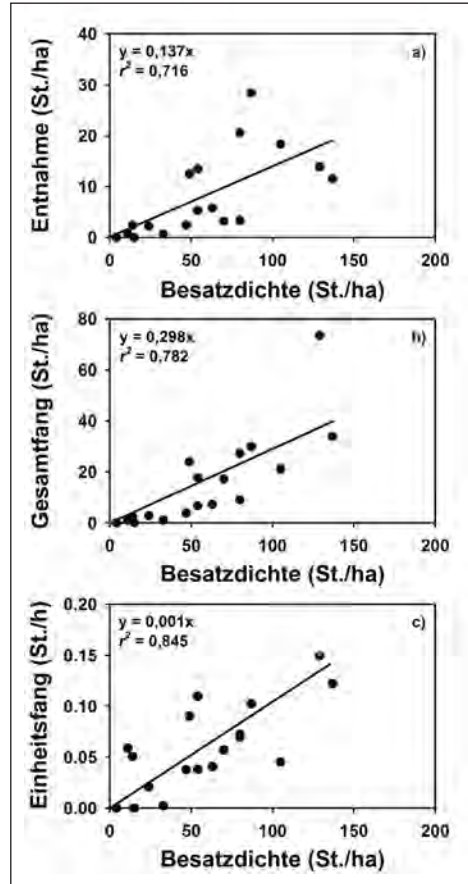 y = 0,137x
r² = 0,716
a)
40
30
20
10
0
Entnahme (St./ha)
0 50 100 150 200
Besatzdichte (St./ha)
y = 0,298x
r² = 0,782
b)
80
60
40
20
0
Gesamtfang (St./ha)
0 50 100 150 200
Besatzdichte (St./ha)
y = 0,001x
r² = 0,845
c)
0.20
0.15
0.10
0.05
0.00
Einheitsfang (St./h)
0 50 100 150 200
Besatzdichte (St./ha)